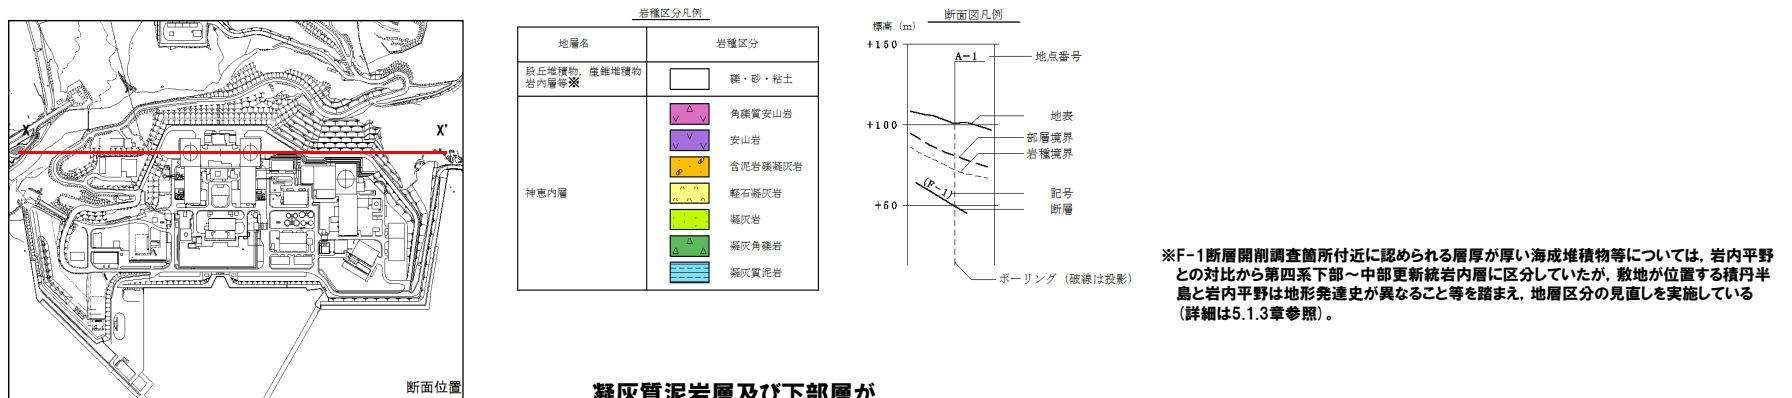 X
X'
断面位置
岩種区分凡例
地層名
岩種区分
段丘堆積物，崖錐堆積物
岩内層等※
礫・砂・粘土
神恵内層
角礫質安山岩
安山岩
含泥岩礫凝灰岩
軽石凝灰岩
凝灰岩
凝灰角礫岩
凝灰質泥岩
断面図凡例
標高 (m)
+150
+100
+50
A-1
地点番号
地表
部層境界
岩種境界
(F-1)
記号
断層
ボーリング（破線は投影）
※F-1断層開削調査箇所付近に認められる層厚が厚い海成堆積物等については，岩内平野
との対比から第四系下部～中部更新統岩内層に区分していたが，敷地が位置する積丹半
島と岩内平野は地形発達史が異なること等を踏まえ，地層区分の見直しを実施している
（詳細は5.1.3章参照）。
凝灰質泥岩層及び下部層が